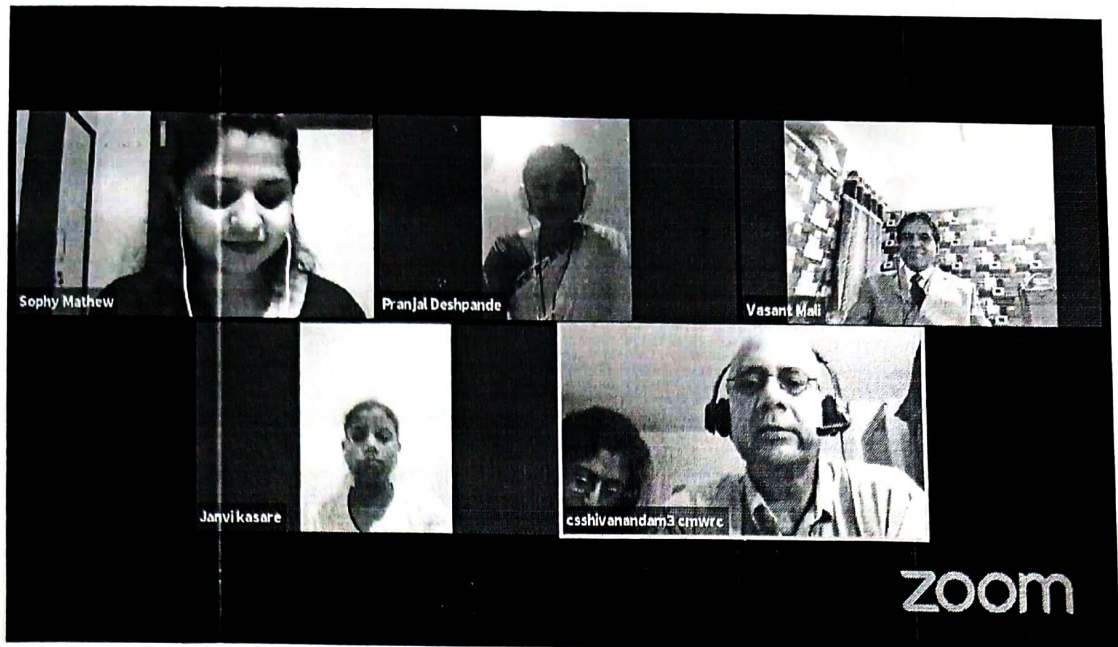 Sophy Mathew
Pranjal Deshpande
Vasant Mali
Janvi kasare
csshivanandam3 cmwrc
zoom